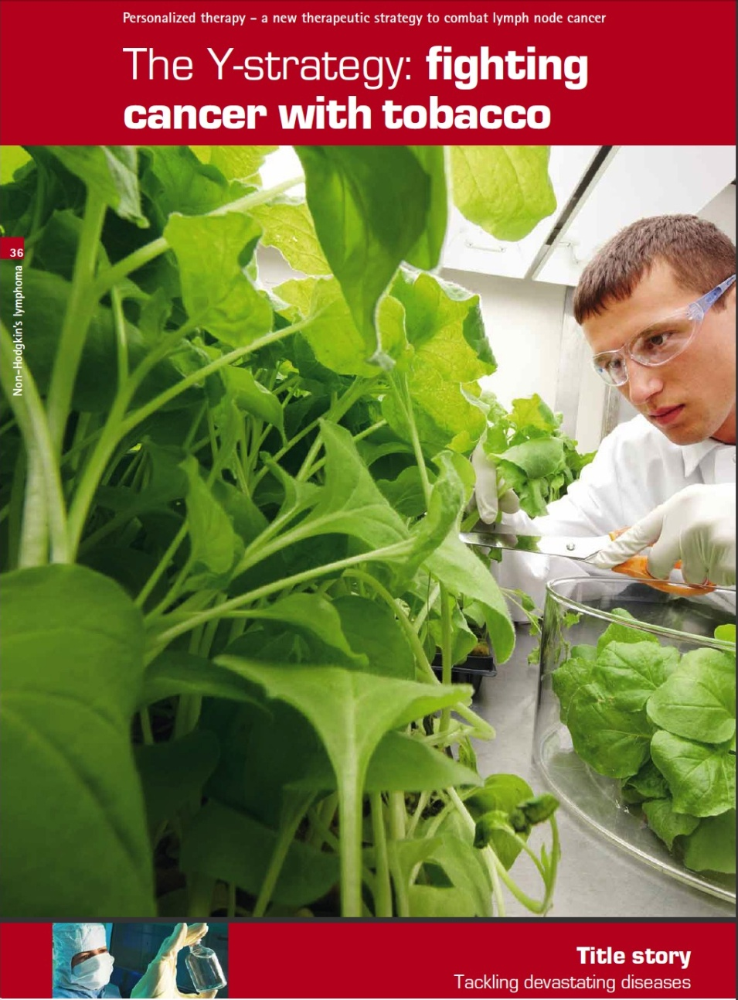 Personalized therapy – a new therapeutic strategy to combat lymph node cancer
The Y-strategy: fighting
cancer with tobacco
36
Non-Hodgkin's lymphoma
Title story
Tackling devastating diseases